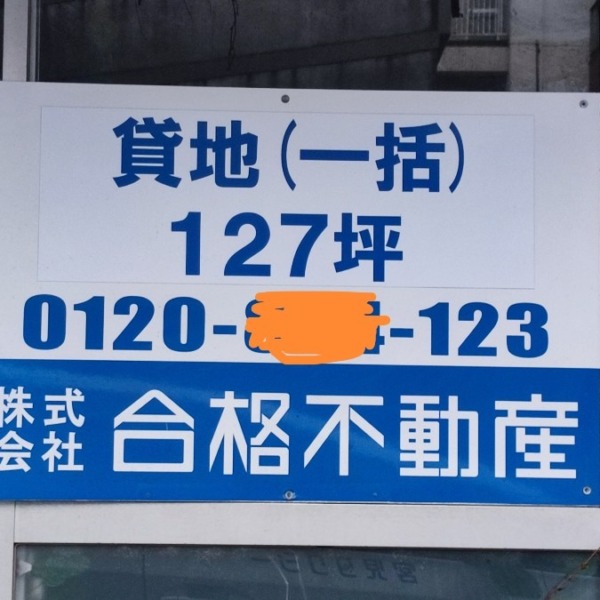 貸地(一括)
127坪
0120-   -123
株式会社 合格不動産